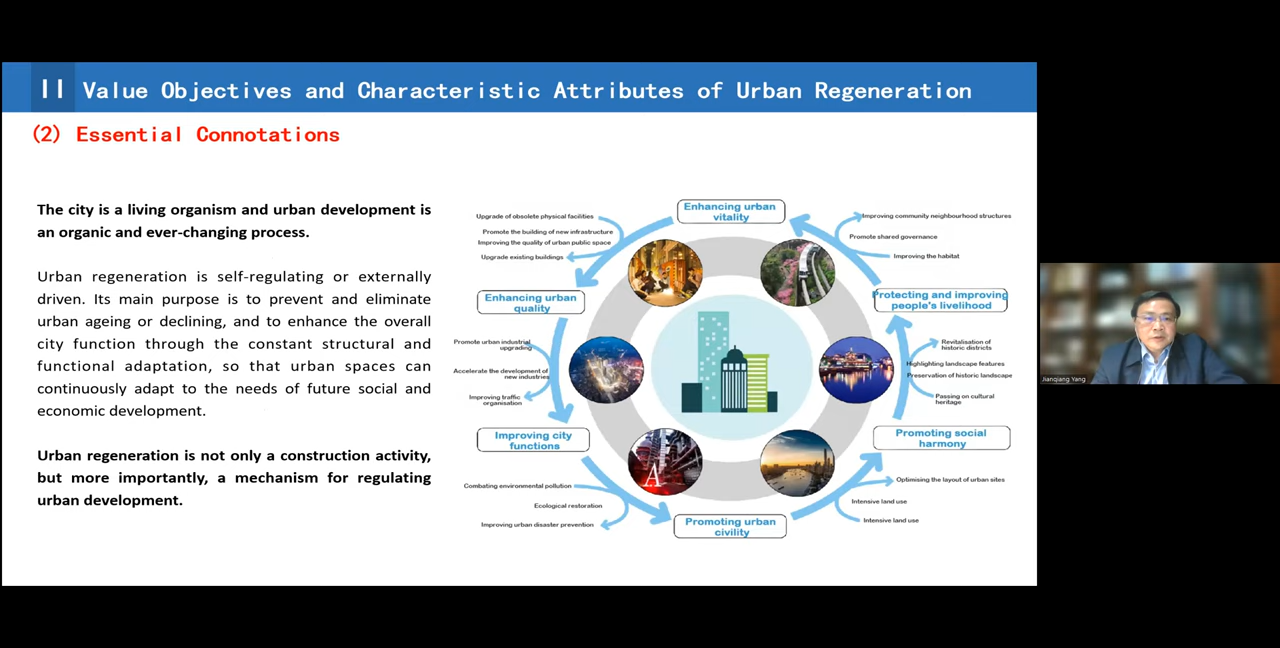 II Value Objectives and Characteristic Attributes of Urban Regeneration
(2) Essential Connotations
The city is a living organism and urban development is
an organic and ever-changing process.
Urban regeneration is self-regulating or externally
driven. Its main purpose is to prevent and eliminate
urban ageing or declining, and to enhance the overall
city function through the constant structural and
functional adaptation, so that urban spaces can
continuously adapt to the needs of future social and
economic development.
Urban regeneration is not only a construction activity,
but more importantly, a mechanism for regulating
urban development.
Enhancing urban
vitality
Upgrade of obsolete physical facilities
Promote the building of new infrastructure
Improving the quality of urban public space
Upgrade existing buildings
Enhancing urban
quality
Promote urban industrial
upgrading
Accelerate the development of
new industries
Improving traffic
organisation
Improving city
functions
Combating environmental pollution
Ecological restoration
Improving urban disaster prevention
Promoting urban
civility
Optimising the layout of urban sites
Intensive land use
Intensive land use
Promoting social
harmony
Revitalisation of
historic districts
Highlighting landscape features
Preservation of historic landscape
Passing on cultural
heritage
Protecting and improving
people's livelihood
Improving community neighbourhood structures
Promote shared governance
Improving the habitat
A
Jianqiang Yang